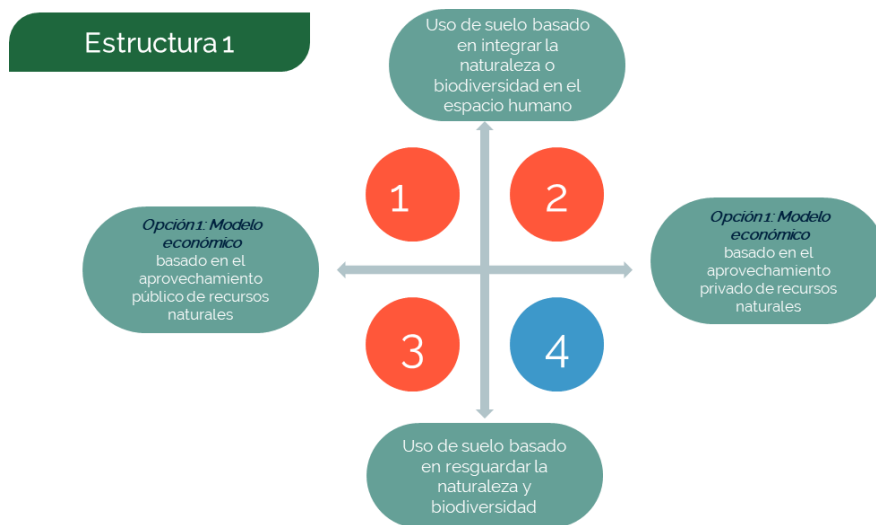 Estructura 1
Uso de suelo basado
en integrar la
naturaleza o
biodiversidad en el
espacio humano
1
2
Opción 1: Modelo
económico
basado en el
aprovechamiento
público de recursos
naturales
Opción 1: Modelo
económico
basado en el
aprovechamiento
privado de recursos
naturales
3
4
Uso de suelo basado
en resguardar la
naturaleza y
biodiversidad